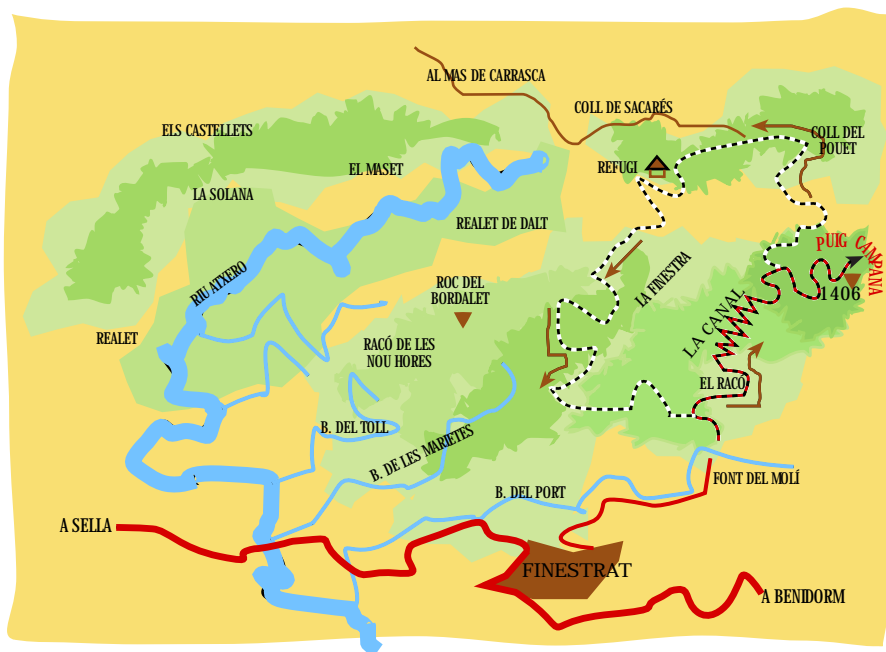 AL MAS DE CARRASCA
COLL DE SACARÉS
ELS CASTELLETS
COLL DEL
POUET
EL MASET
REFUGI
LA SOLANA
REALET DE DALT
PUIG CAMPANA
1406
RIU ATXERO
ROC DEL
BORDALET
LA FINESTRA
LA CANAL
REALET
RACÓ DE LES
NOU HORES
EL RACÓ
B. DEL TOLL
B. DE LES MARIETES
FONT DEL MOLÍ
B. DEL PORT
A SELLA
FINESTRAT
A BENIDORM